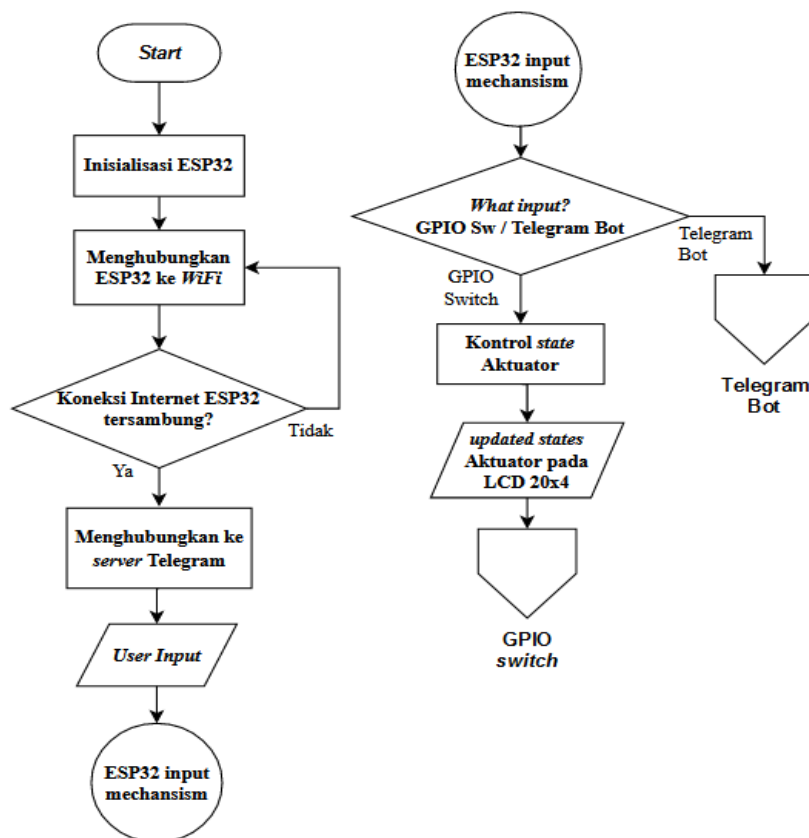 Start
Inisialisasi ESP32
Menghubungkan
ESP32 ke WiFi
Koneksi Internet ESP32
tersambung?
Tidak
Ya
Menghubungkan ke
server Telegram
User Input
ESP32 input
mechansism
ESP32 input
mechansism
What input?
GPIO Sw / Telegram Bot
Telegram
Bot
GPIO
Switch
Kontrol state
Aktuator
Telegram
Bot
updated states
Aktuator pada
LCD 20x4
GPIO
switch